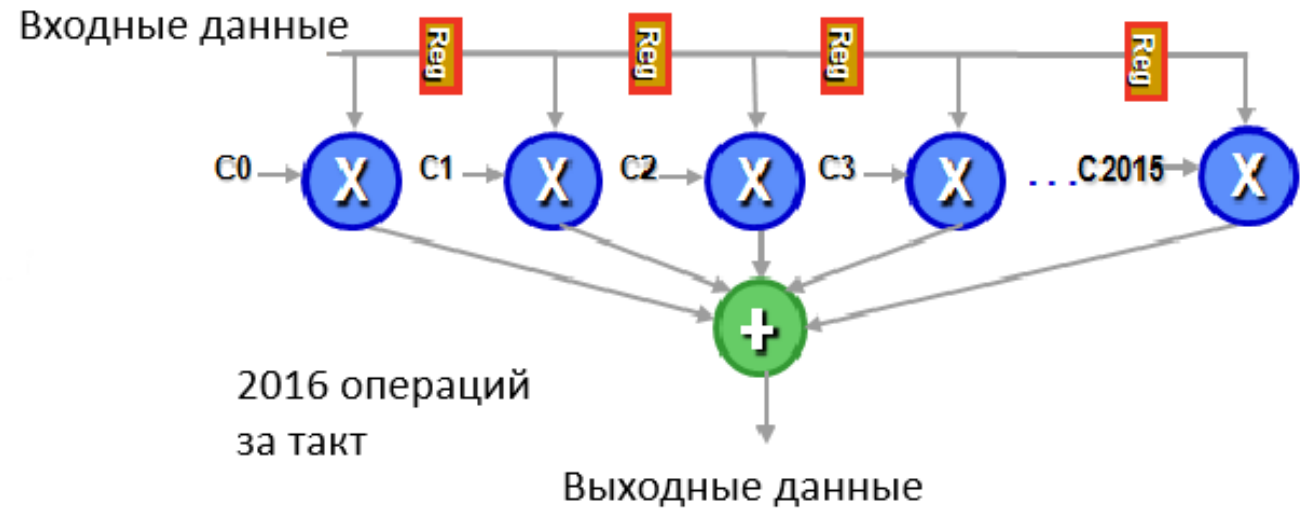 Входные данные
Reg
Reg
Reg
Reg
C0
X
C1
X
C2
X
C3
X
...C2015
X
+
2016 операций
за такт
Выходные данные